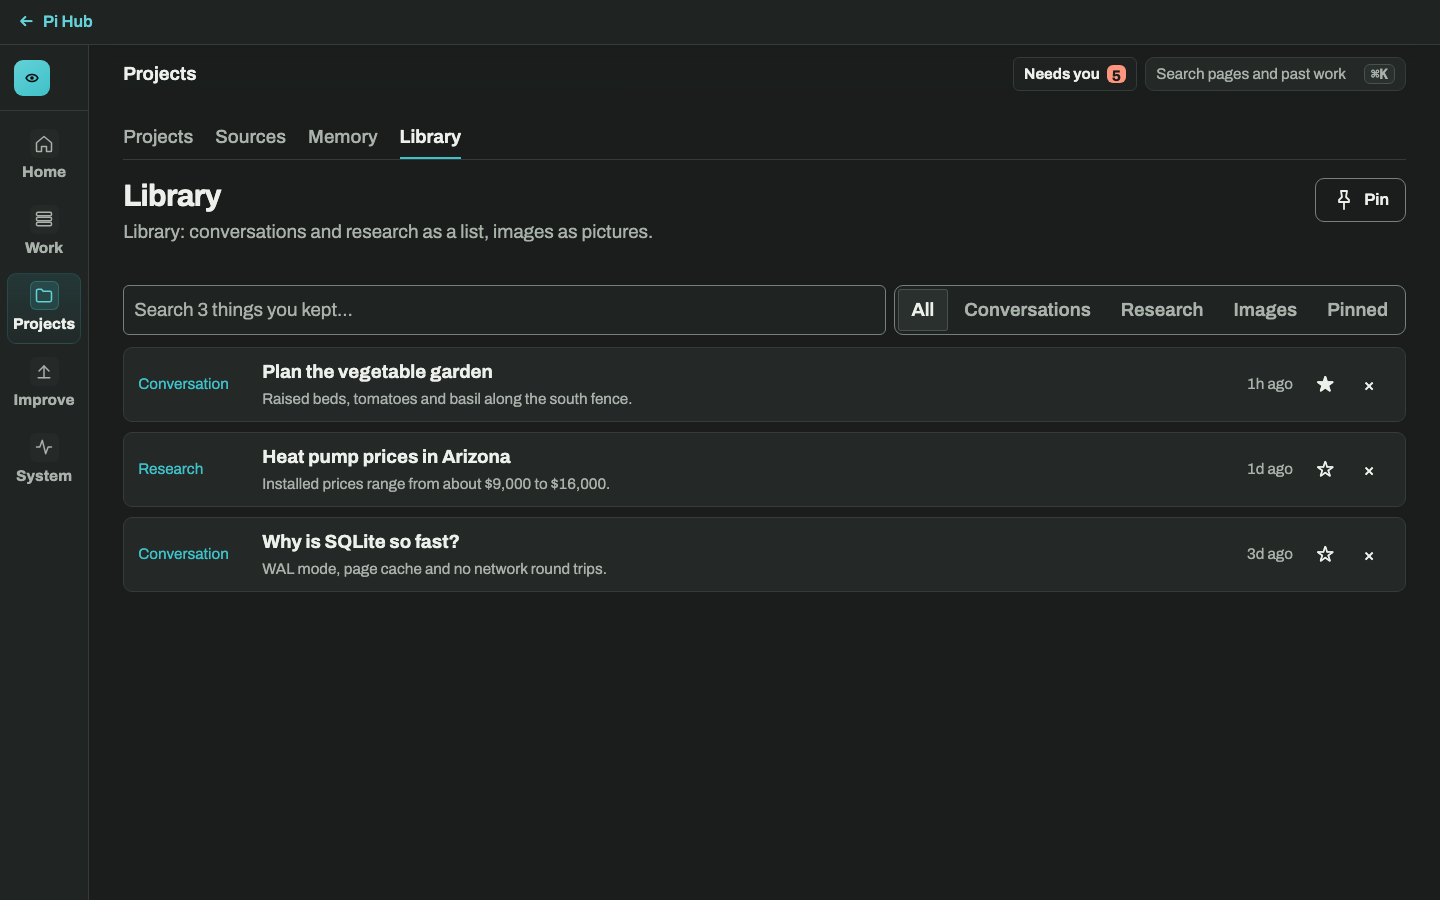 ← Pi Hub
Projects
Needs you 5
Search pages and past work ⌘K
Home
Work
Projects
Improve
System
Projects Sources Memory Library
Library
Library: conversations and research as a list, images as pictures.
Pin
Search 3 things you kept...
All Conversations Research Images Pinned
Conversation
Plan the vegetable garden
Raised beds, tomatoes and basil along the south fence.
1h ago ★ ×
Research
Heat pump prices in Arizona
Installed prices range from about $9,000 to $16,000.
1d ago ☆ ×
Conversation
Why is SQLite so fast?
WAL mode, page cache and no network round trips.
3d ago ☆ ×